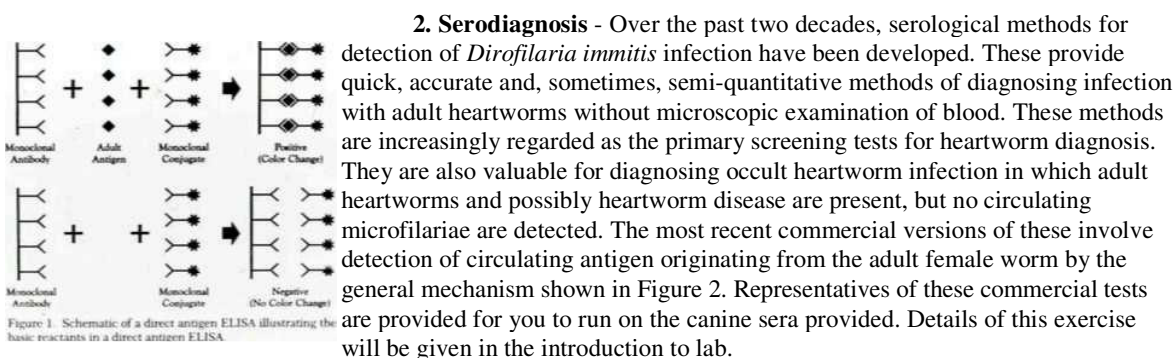 2. Serodiagnosis - Over the past two decades, serological methods for
detection of Dirofilaria immitis infection have been developed. These provide
quick, accurate and, sometimes, semi-quantitative methods of diagnosing infection
with adult heartworms without microscopic examination of blood. These methods
are increasingly regarded as the primary screening tests for heartworm diagnosis.
They are also valuable for diagnosing occult heartworm infection in which adult
heartworms and possibly heartworm disease are present, but no circulating
microfilariae are detected. The most recent commercial versions of these involve
detection of circulating antigen originating from the adult female worm by the
general mechanism shown in Figure 2. Representatives of these commercial tests
are provided for you to run on the canine sera provided. Details of this exercise
will be given in the introduction to lab.
+ +
Monoclonal Adult Monoclonal Positive
Antibody Antigen Conjugate (Color Change)
+ +
Monoclonal Monoclonal Negative
Antibody Conjugate (No Color Change)
Figure 1. Schematic of a direct antigen ELISA illustrating the
basic reactants in a direct antigen ELISA.